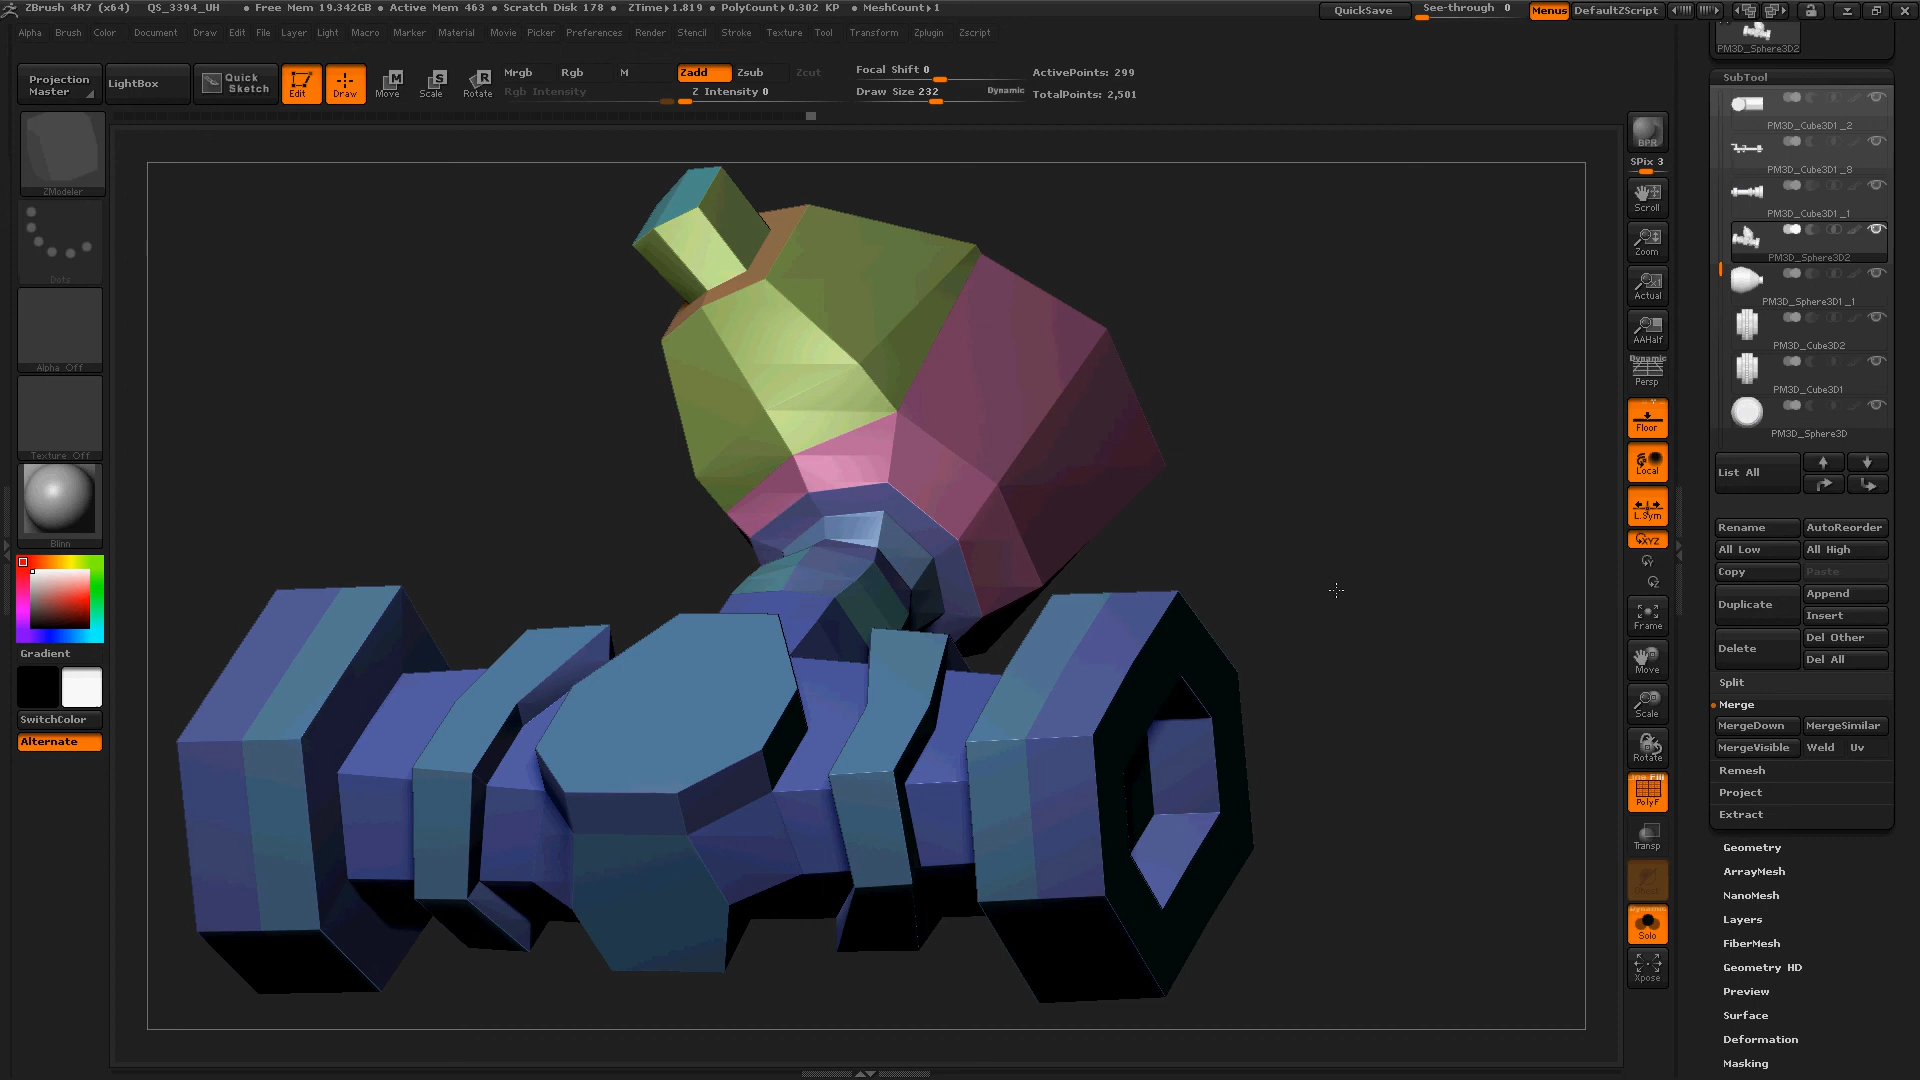 ZBrush 4R7 (x64) QS_3394_UH • Free Mem 19.342GB • Active Mem 463 • Scratch Disk 178 • ZTime▸1.819 • PolyCount▸0.302 KP • MeshCount▸1 QuickSave See-through 0 Menus DefaultZScript
Alpha Brush Color Document Draw Edit File Layer Light Macro Marker Material Movie Picker Preferences Render Stencil Stroke Texture Tool Transform Zplugin Zscript
PM3D_Sphere3D2
Projection Master
LightBox
Quick Sketch
Edit
Draw
Move
Scale
Rotate
Mrgb Rgb M
Rgb Intensity
Zadd Zsub Zcut
Z Intensity 0
Focal Shift 0
Draw Size 232 Dynamic
ActivePoints: 299
TotalPoints: 2,501
ZModeler
Dots
Alpha Off
Texture Off
Blinn
Gradient
SwitchColor
Alternate
BPR
SPix 3
Scroll
Zoom
Actual
AAHalf
Dynamic
Persp
Floor
Local
L.Sym
XYZ
Frame
Move
Scale
Rotate
PolyF
Transp
Ghost
Dynamic
Solo
Xpose
SubTool
PM3D_Cube3D1_2
PM3D_Cube3D1_8
PM3D_Cube3D1_1
PM3D_Sphere3D2
PM3D_Sphere3D1_1
PM3D_Cube3D2
PM3D_Cube3D1
PM3D_Sphere3D
List All
Rename AutoReorder
All Low All High
Copy Paste
Duplicate Append
Insert
Delete Del Other
Del All
Split
Merge
MergeDown MergeSimilar
MergeVisible Weld Uv
Remesh
Project
Extract
Geometry
ArrayMesh
NanoMesh
Layers
FiberMesh
Geometry HD
Preview
Surface
Deformation
Masking